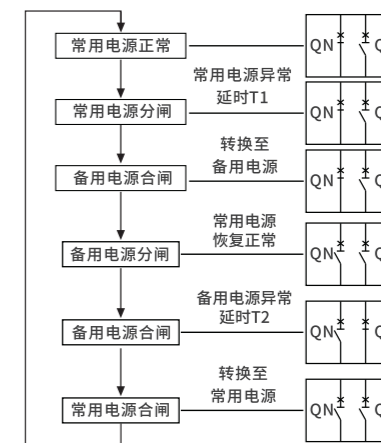 常用电源正常
QN
常用电源异常
延时T1
常用电源分闸
QN
转换至
备用电源
备用电源合闸
QN
常用电源
恢复正常
备用电源分闸
QN
备用电源异常
延时T2
备用电源合闸
QN
转换至
常用电源
常用电源合闸
QN